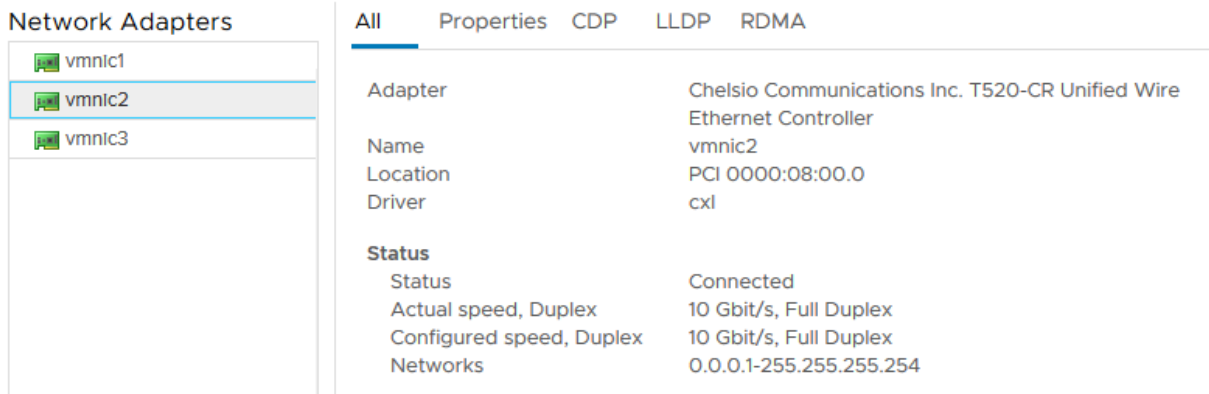 Network Adapters
vmnic1
vmnic2
vmnic3
All Properties CDP LLDP RDMA
Adapter Chelsio Communications Inc. T520-CR Unified Wire
Ethernet Controller
Name vmnic2
Location PCI 0000:08:00.0
Driver cxl
Status
Status Connected
Actual speed, Duplex 10 Gbit/s, Full Duplex
Configured speed, Duplex 10 Gbit/s, Full Duplex
Networks 0.0.0.1-255.255.255.254